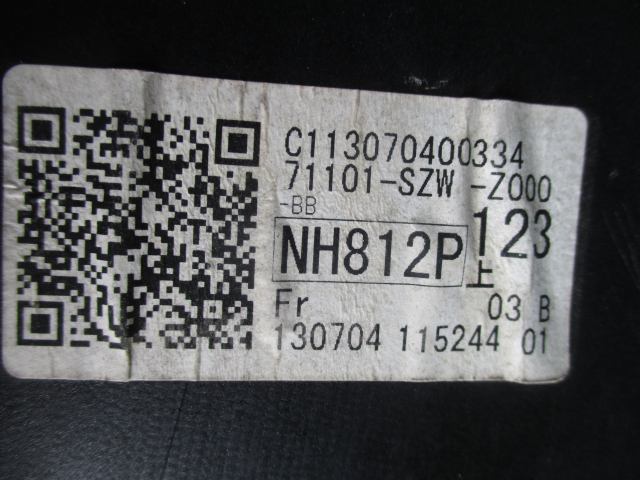 C113070400334
71101-SZW -Z000
-BB
NH812P 123
上
Fr 03 B
130704 115244 01